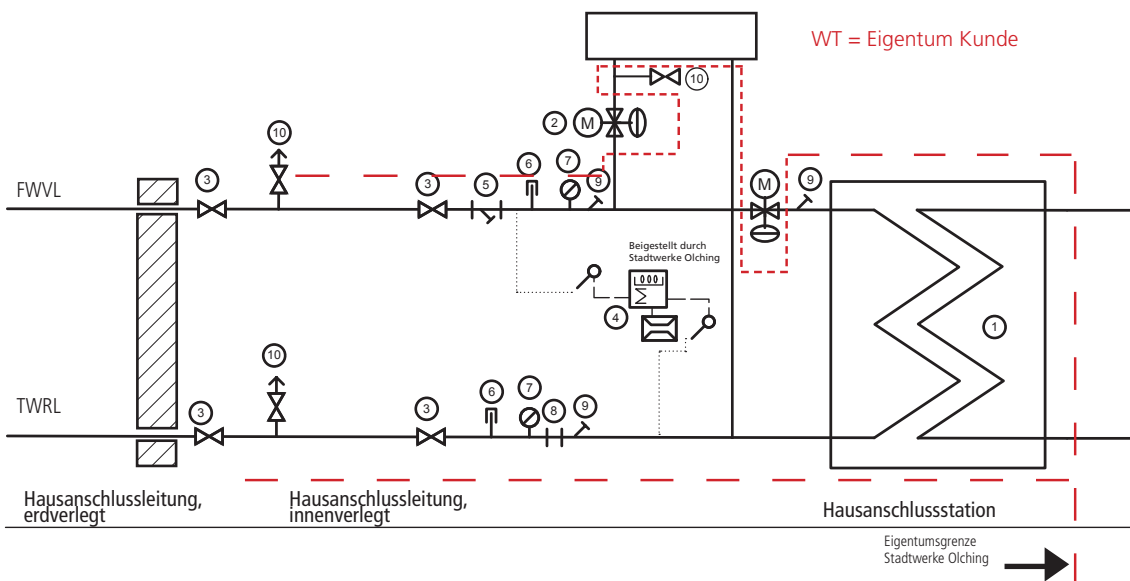 WT = Eigentum Kunde
10
2 M
10
6 7
3 3 5 9 M 9
FWVL
Beigestellt durch
Stadtwerke Olching
000
Σ
4
1
10
6 7
3 3 8 9
TWRL
Hausanschlussleitung,
erdverlegt
Hausanschlussleitung,
innenverlegt
Hausanschlussstation
Eigentumsgrenze
Stadtwerke Olching